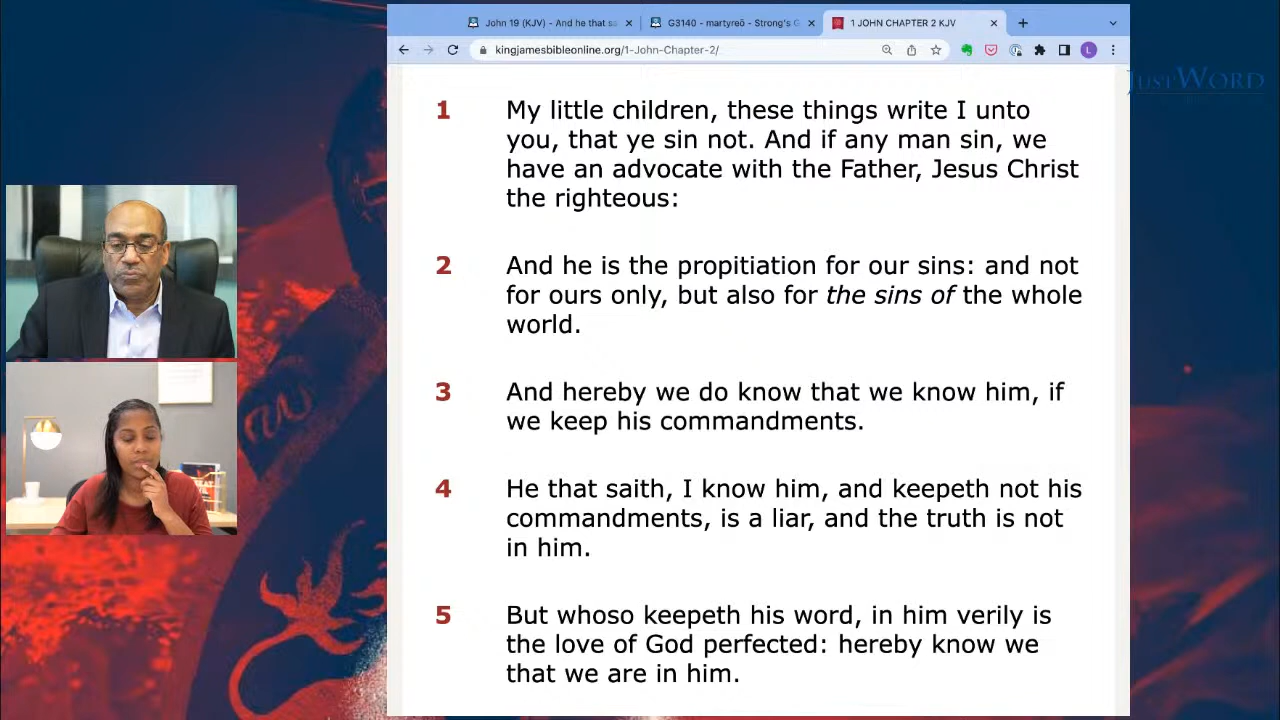 John 19 (KJV) - And he that sa
G3140 - martyreō - Strong's G
1 JOHN CHAPTER 2 KJV
kingjamesbibleonline.org/1-John-Chapter-2/
L
JUSTWORD
1 My little children, these things write I unto
you, that ye sin not. And if any man sin, we
have an advocate with the Father, Jesus Christ
the righteous:
2 And he is the propitiation for our sins: and not
for ours only, but also for the sins of the whole
world.
3 And hereby we do know that we know him, if
we keep his commandments.
4 He that saith, I know him, and keepeth not his
commandments, is a liar, and the truth is not
in him.
5 But whoso keepeth his word, in him verily is
the love of God perfected: hereby know we
that we are in him.